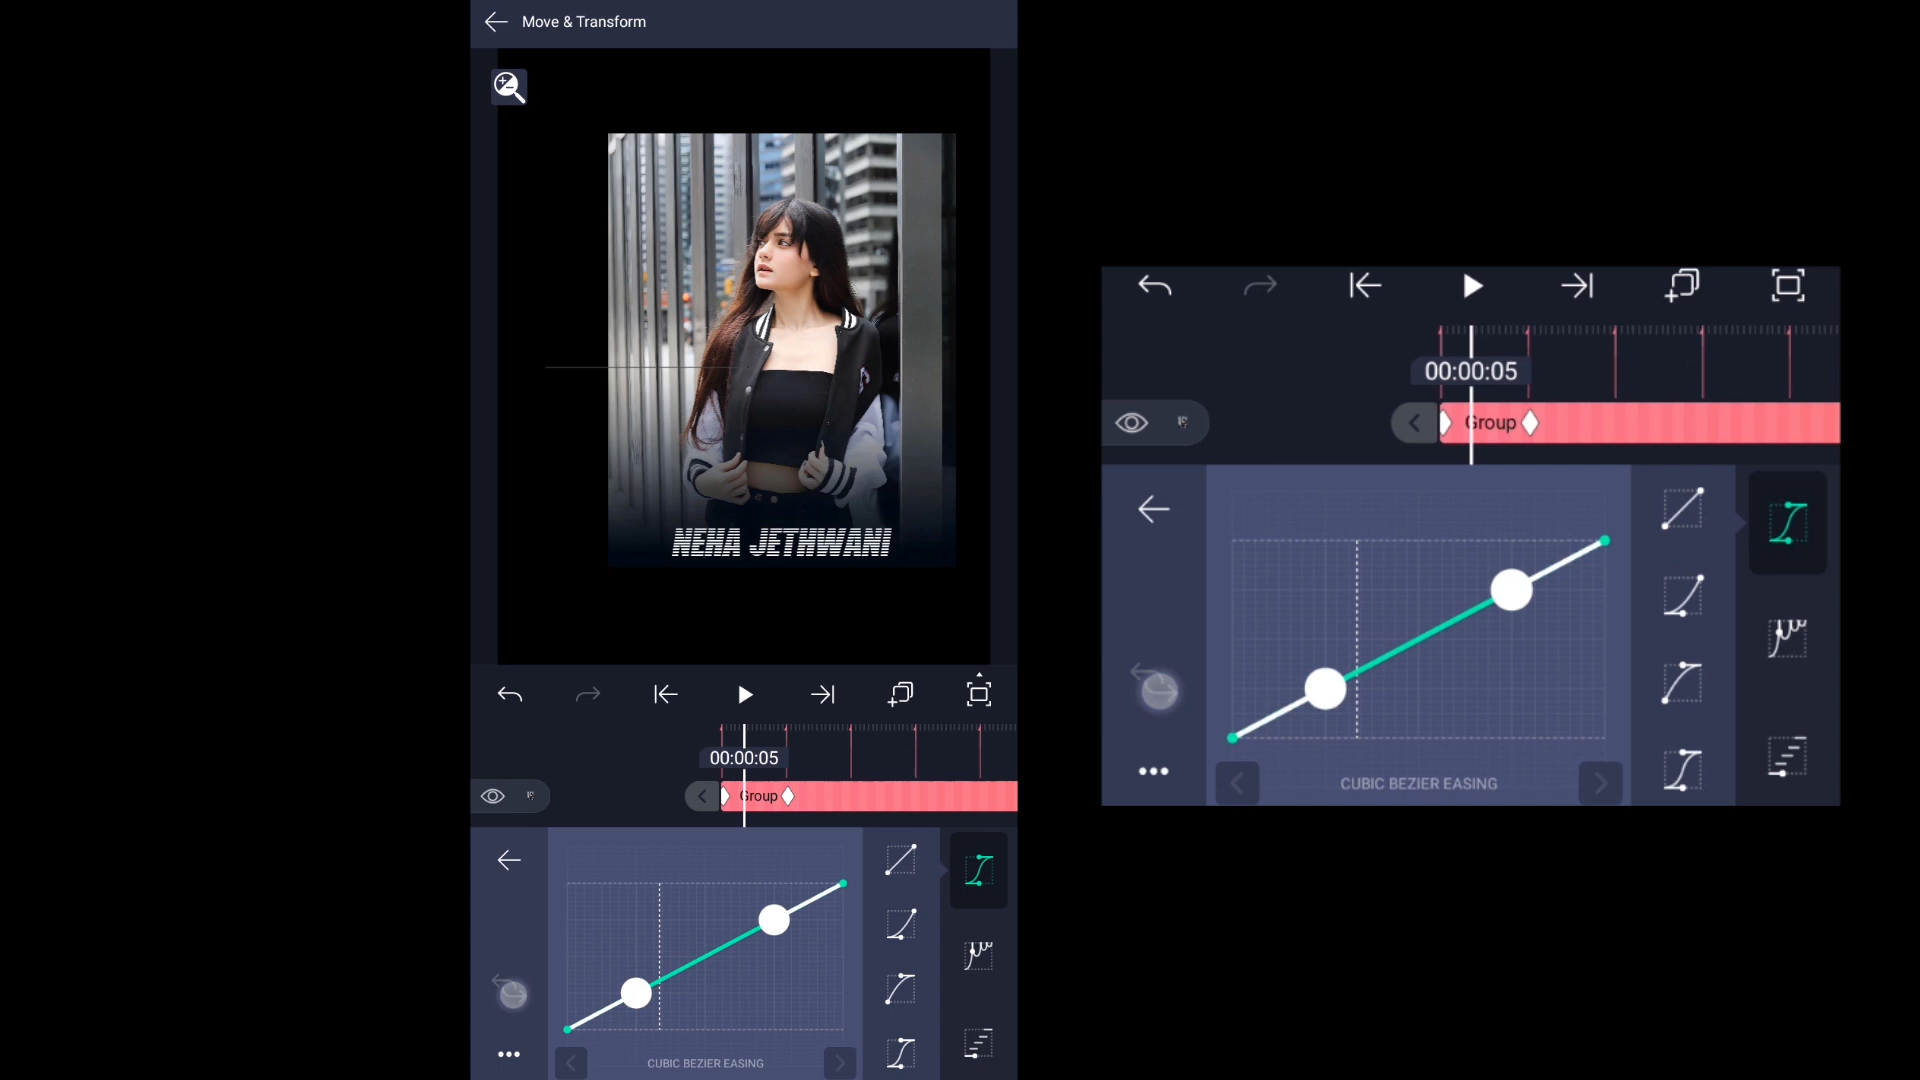 Move & Transform
NEHA JETHWANI
00:00:05
Group
CUBIC BEZIER EASING
00:00:05
Group
CUBIC BEZIER EASING